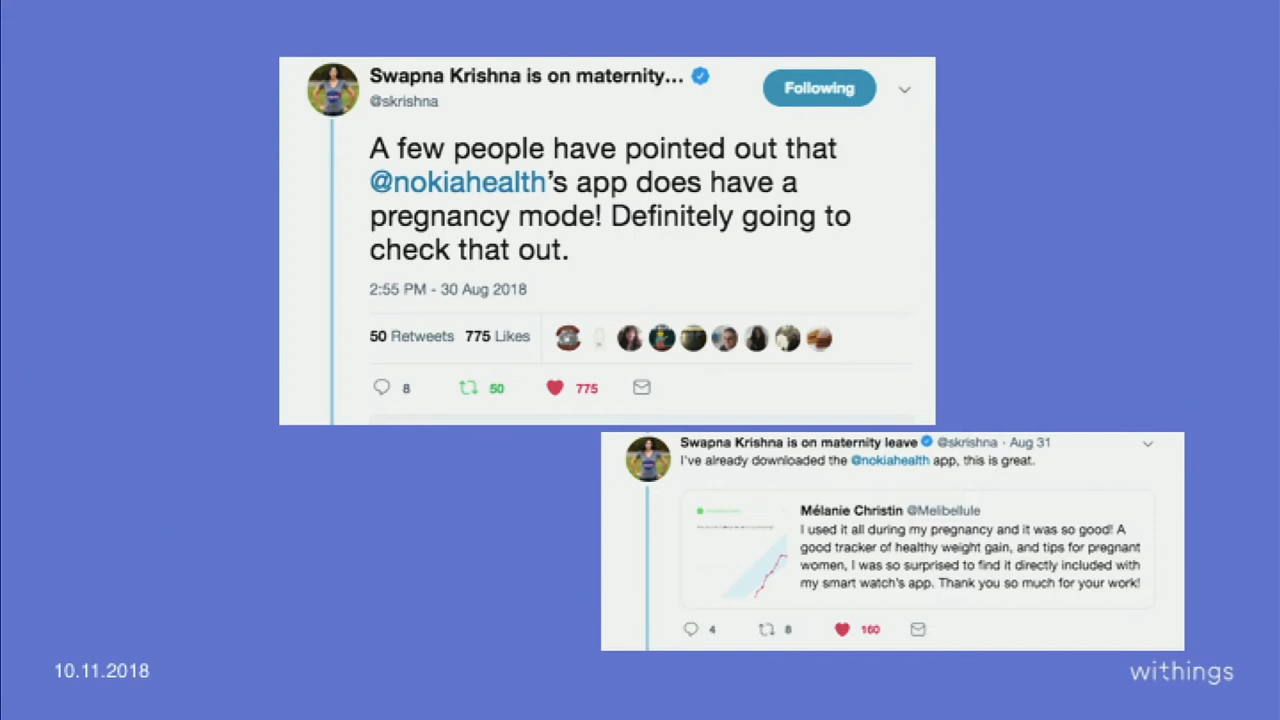 Swapna Krishna is on maternity...
Following
@skrishna
A few people have pointed out that
@nokiahealth's app does have a
pregnancy mode! Definitely going to
check that out.
2:55 PM - 30 Aug 2018
50 Retweets 775 Likes
8 50 775
Swapna Krishna is on maternity leave @skrishna · Aug 31
I've already downloaded the @nokiahealth app, this is great.
Mélanie Christin @Melibellule
I used it all during my pregnancy and it was so good! A
good tracker of healthy weight gain, and tips for pregnant
women, I was so surprised to find it directly included with
my smart watch's app. Thank you so much for your work!
4 8 160
10.11.2018
withings